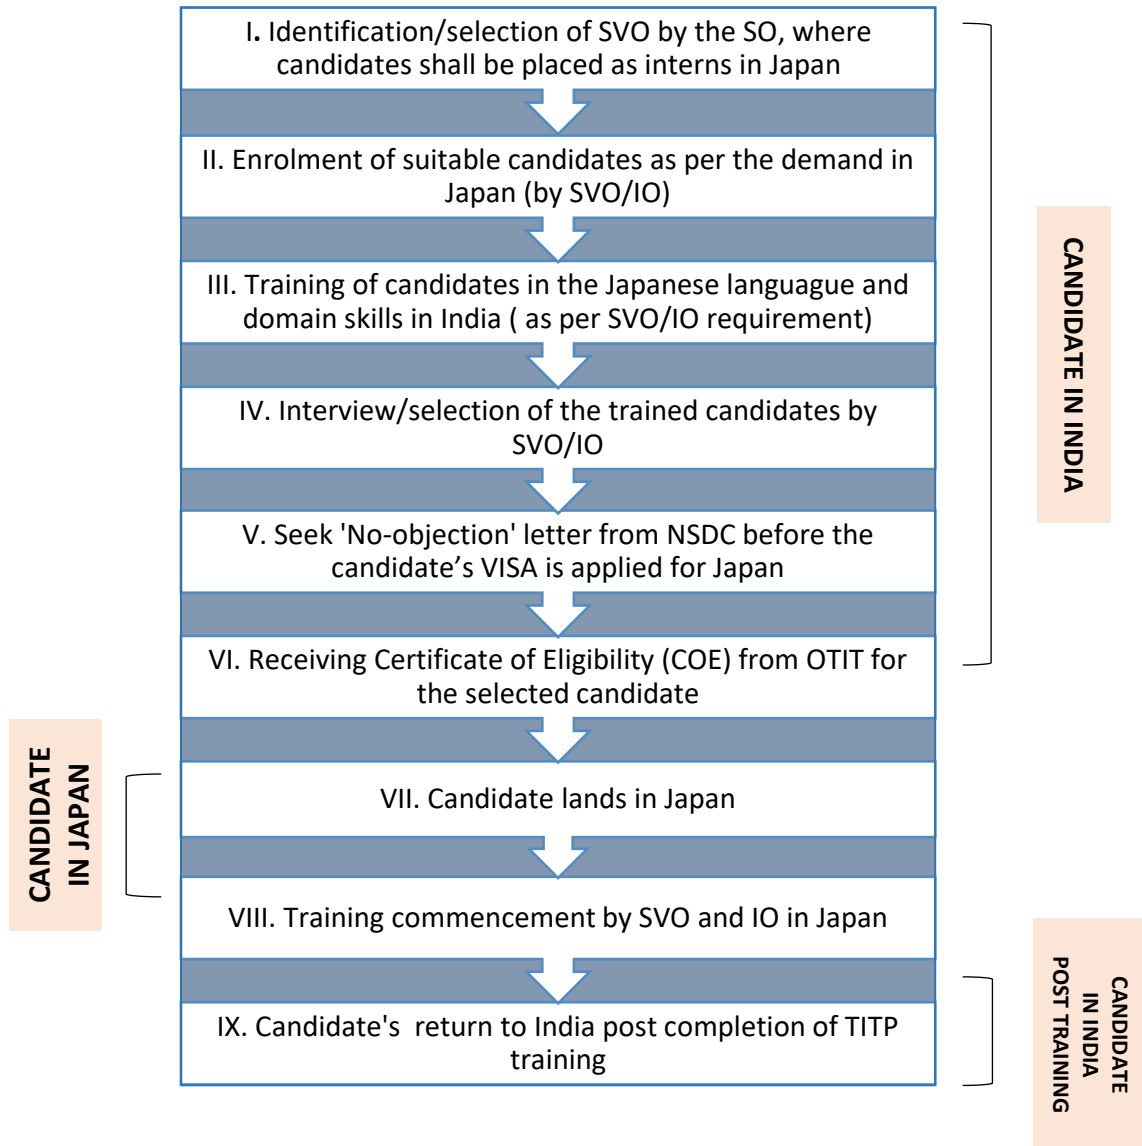 I. Identification/selection of SVO by the SO, where
candidates shall be placed as interns in Japan
II. Enrolment of suitable candidates as per the demand in
Japan (by SVO/IO)
III. Training of candidates in the Japanese languague and
domain skills in India ( as per SVO/IO requirement)
IV. Interview/selection of the trained candidates by
SVO/IO
V. Seek 'No-objection' letter from NSDC before the
candidate’s VISA is applied for Japan
VI. Receiving Certificate of Eligibility (COE) from OTIT for
the selected candidate
CANDIDATE IN INDIA
VII. Candidate lands in Japan
VIII. Training commencement by SVO and IO in Japan
CANDIDATE
IN JAPAN
IX. Candidate's  return to India post completion of TITP
training
CANDIDATE
IN INDIA
POST TRAINING